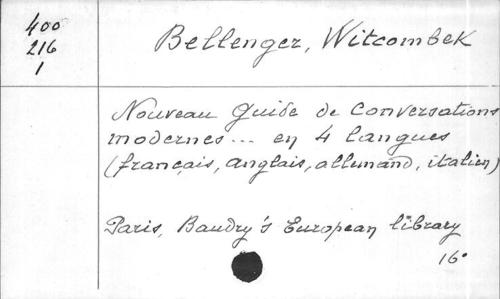 400
216
1
Bellenger, Witcombek
Nouveau guide de conversations
modernes... en 4 langues
(français, anglais, allemand, italien)
Paris, Baudry's European library
16°